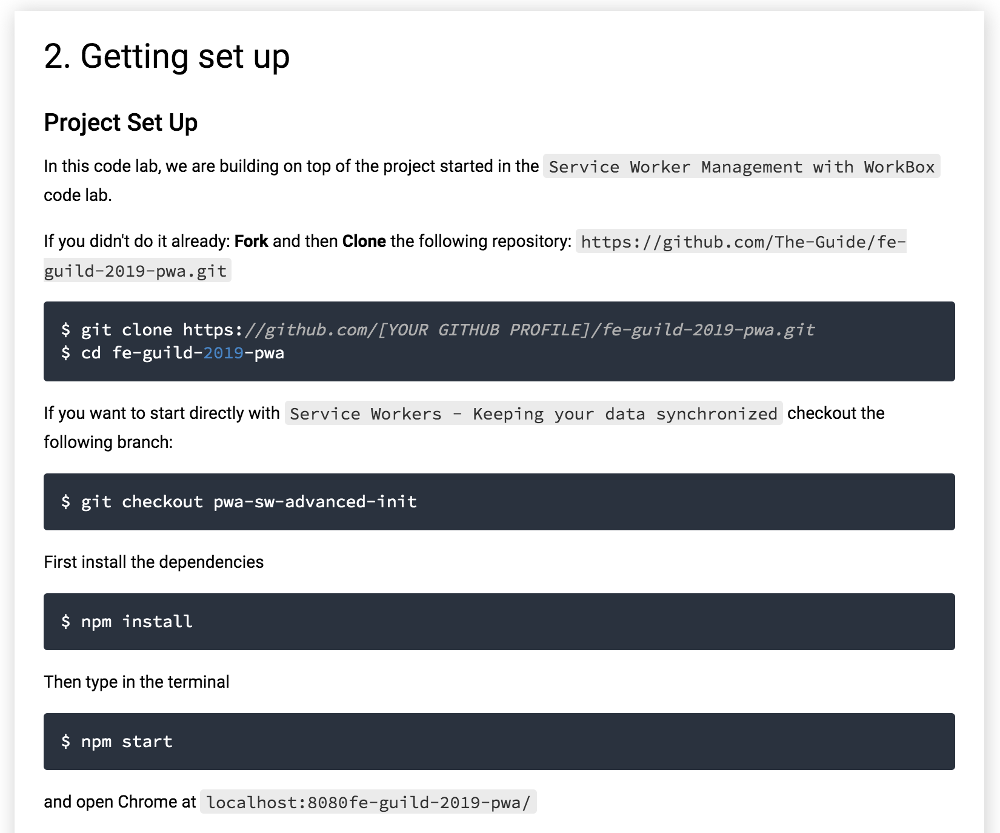 2. Getting set up
Project Set Up
In this code lab, we are building on top of the project started in the Service Worker Management with WorkBox
code lab.
If you didn't do it already: Fork and then Clone the following repository: https://github.com/The-Guide/fe-
guild-2019-pwa.git
$ git clone https://github.com/[YOUR GITHUB PROFILE]/fe-guild-2019-pwa.git
$ cd fe-guild-2019-pwa
If you want to start directly with Service Workers - Keeping your data synchronized checkout the
following branch:
$ git checkout pwa-sw-advanced-init
First install the dependencies
$ npm install
Then type in the terminal
$ npm start
and open Chrome at localhost:8080fe-guild-2019-pwa/